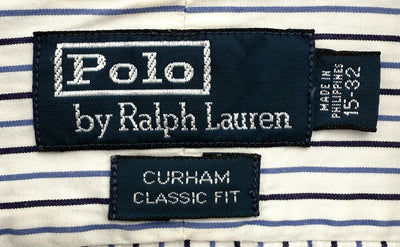 Polo
by Ralph Lauren
MADE IN
PHILIPPINES
15-32
CURHAM
CLASSIC FIT